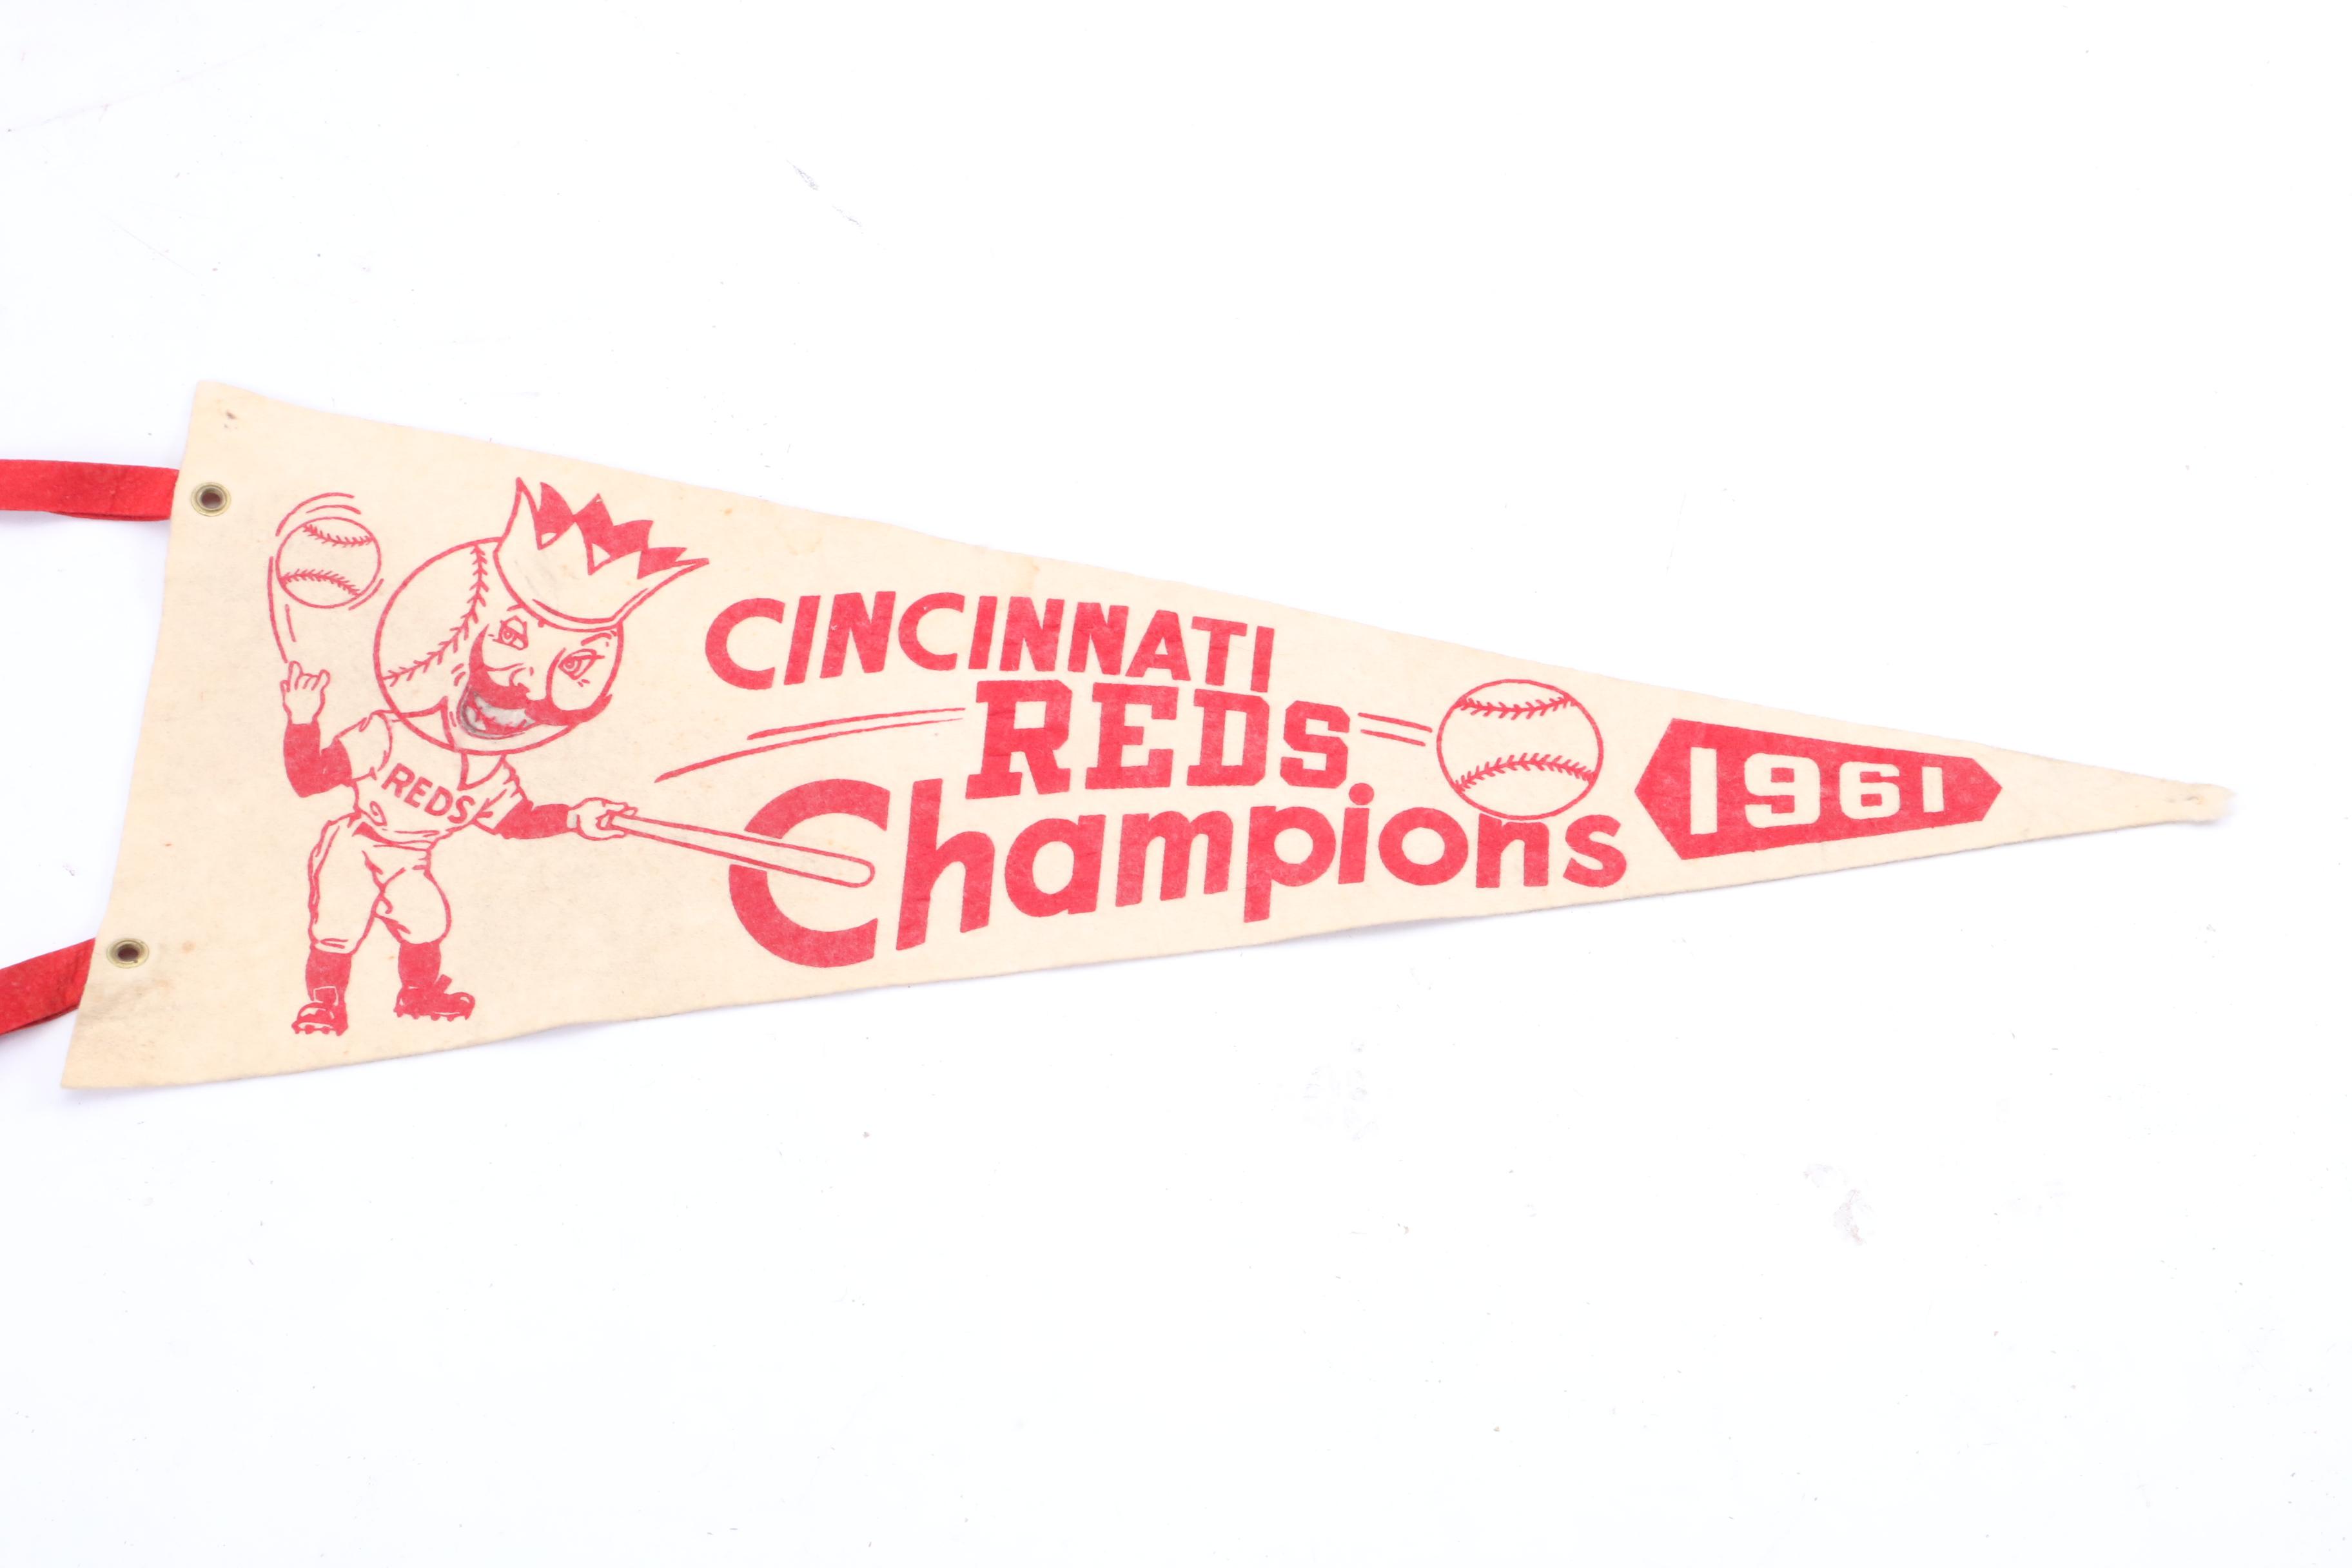 CINCINNATI
REDS
Champions
1961
REDS